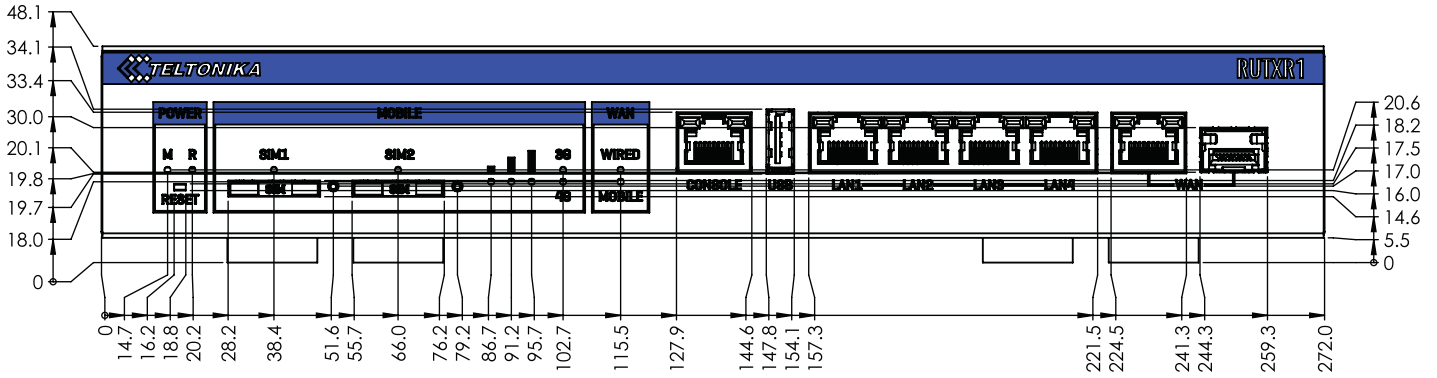 48.1
34.1
33.4
30.0
20.1
19.8
19.7
18.0
0
TELTONIKA
RUTXR1
POWER
MOBILE
WAN
M R
SIM1
SIM2
3G
WIRED
SIM
SIM
RESET
4G
MOBILE
CONSOLE
USB
LAN1
LAN2
LAN3
LAN4
WAN
20.6
18.2
17.5
17.0
16.0
14.6
5.5
0
0
14.7
16.2
18.8
20.2
28.2
38.4
51.6
55.7
66.0
76.2
79.2
86.7
91.2
95.7
102.7
115.5
127.9
144.6
147.8
154.1
157.3
221.5
224.5
241.3
244.3
259.3
272.0